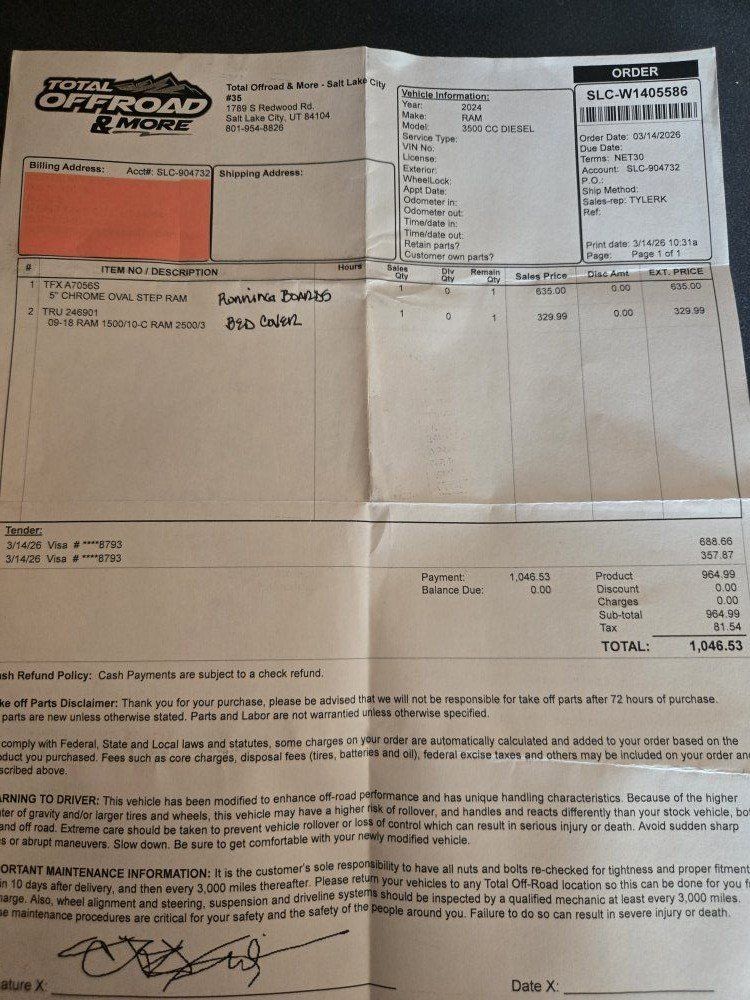 TOTAL
OFFROAD
& MORE
Total Offroad & More - Salt Lake City
#35
1789 S Redwood Rd.
Salt Lake City, UT 84104
801-954-8826
Vehicle Information:
Year: 2024
Make: RAM
Model: 3500 CC DIESEL
Service Type:
VIN No:
License:
Exterior:
WheelLock:
Appt Date:
Odometer in:
Odometer out:
Time/date in:
Time/date out:
Retain parts?
Customer own parts?
ORDER
SLC-W1405586
Order Date: 03/14/2026
Due Date:
Terms: NET30
Account: SLC-904732
P.O.:
Ship Method:
Sales-rep: TYLERK
Ref:
Print date: 3/14/26 10:31a
Page: Page 1 of 1
Billing Address: Acct#: SLC-904732
Shipping Address:
# ITEM NO / DESCRIPTION Hours Sales Qty Div Qty Remain Qty Sales Price Disc Amt EXT. PRICE
1 TFX A7056S 1 0 1 635.00 0.00 635.00
5" CHROME OVAL STEP RAM Running Boards
2 TRU 246901 1 0 1 329.99 0.00 329.99
09-18 RAM 1500/10-C RAM 2500/3 BED COVER
Tender:
3/14/26 Visa # ****8793 688.66
3/14/26 Visa # ****8793 357.87
Payment: 1,046.53
Balance Due: 0.00
Product 964.99
Discount 0.00
Charges 0.00
Sub-total 964.99
Tax 81.54
TOTAL: 1,046.53
sh Refund Policy: Cash Payments are subject to a check refund.
ke off Parts Disclaimer: Thank you for your purchase, please be advised that we will not be responsible for take off parts after 72 hours of purchase.
parts are new unless otherwise stated. Parts and Labor are not warrantied unless otherwise specified.
comply with Federal, State and Local laws and statutes, some charges on your order are automatically calculated and added to your order based on the
duct you purchased. Fees such as core charges, disposal fees (tires, batteries and oil), federal excise taxes and others may be included on your order an
scribed above.
RNING TO DRIVER: This vehicle has been modified to enhance off-road performance and has unique handling characteristics. Because of the higher
ter of gravity and/or larger tires and wheels, this vehicle may have a higher risk of rollover, and handles and reacts differently than your stock vehicle, bo
and off road. Extreme care should be taken to prevent vehicle rollover or loss of control which can result in serious injury or death. Avoid sudden sharp
s or abrupt maneuvers. Slow down. Be sure to get comfortable with your newly modified vehicle.
ORTANT MAINTENANCE INFORMATION: It is the customer's sole responsibility to have all nuts and bolts re-checked for tightness and proper fitment
in 10 days after delivery, and then every 3,000 miles thereafter. Please return your vehicles to any Total Off-Road location so this can be done for you f
harge. Also, wheel alignment and steering, suspension and driveline systems should be inspected by a qualified mechanic at least every 3,000 miles.
se maintenance procedures are critical for your safety and the safety of the people around you. Failure to do so can result in severe injury or death.
ature X:
Date X: